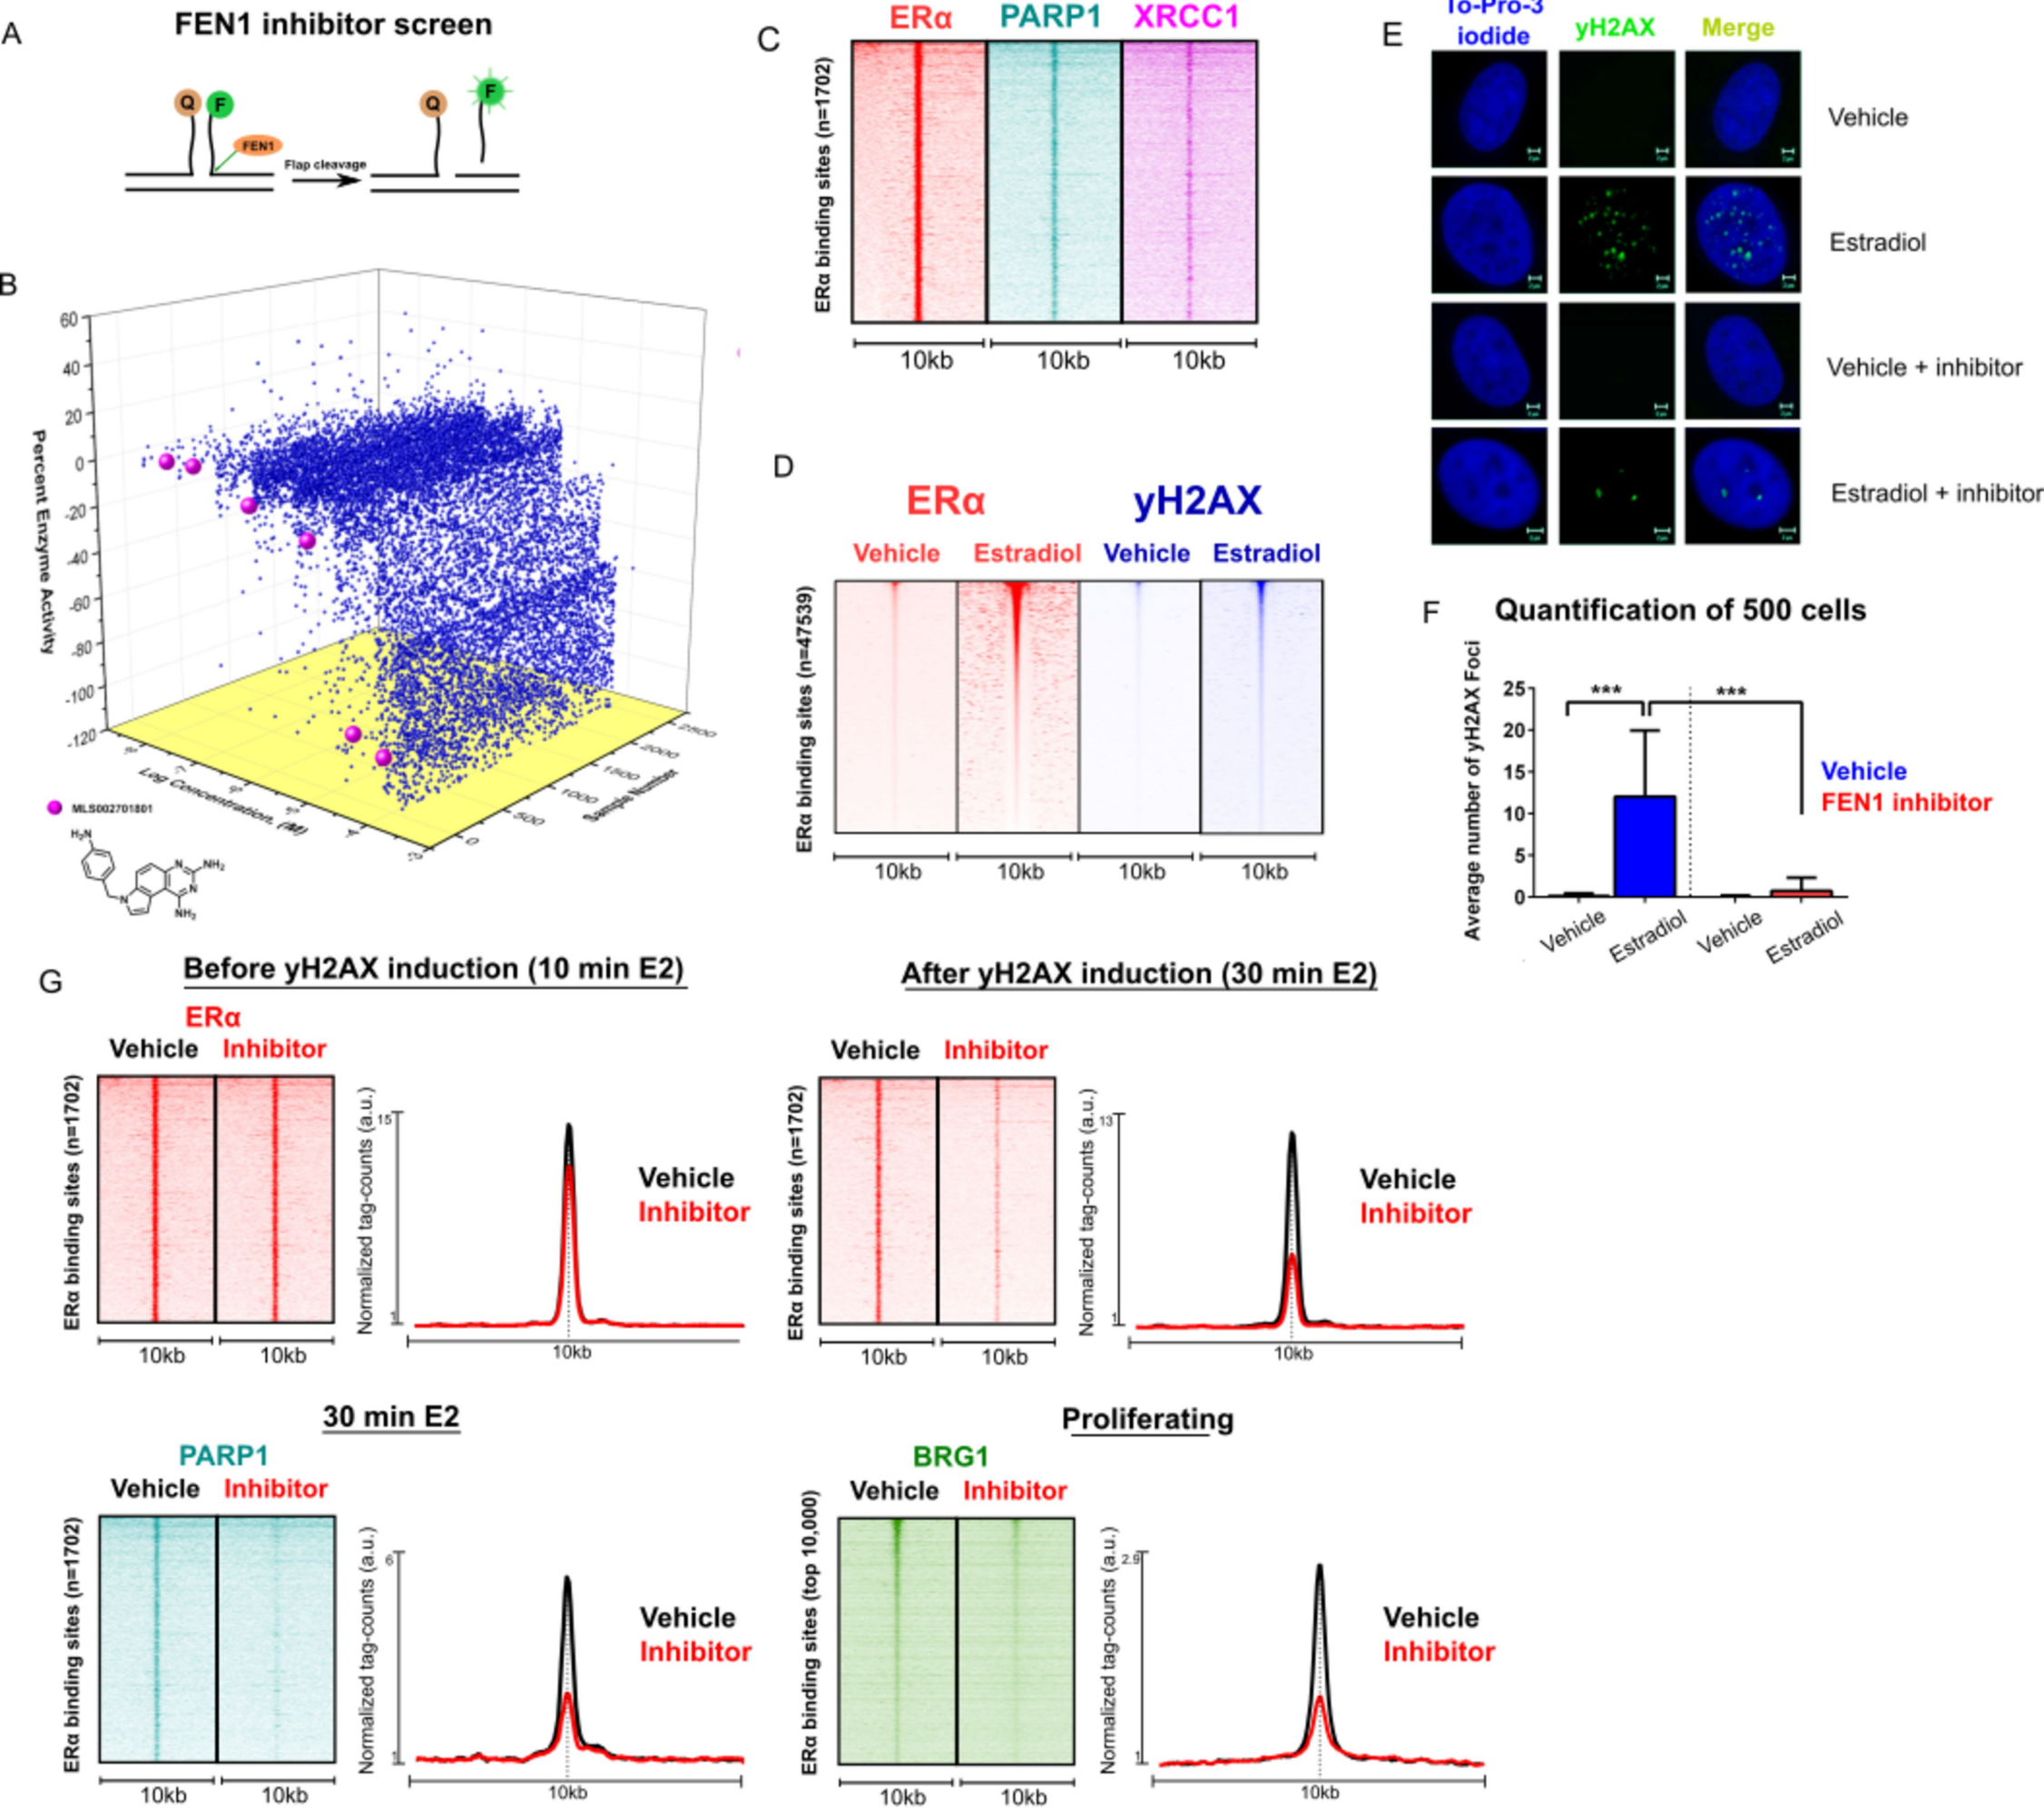 A
FEN1 inhibitor screen
Q F
FEN1
Flap cleavage
Q F
B
60
40
20
0
-20
-40
-60
-80
-100
-120
Percent Enzyme Activity
Log Concentration, (M)
0
500
1000
1500
2000
2500
MLS002701801
H₂N
N
NH₂
N
N
NH₂
C
ERα PARP1 XRCC1
ERα binding sites (n=1702)
10kb 10kb 10kb
D
ERα yH2AX
Vehicle Estradiol Vehicle Estradiol
ERα binding sites (n=47539)
10kb 10kb 10kb 10kb
E
To-Pro-3
iodide
yH2AX
Merge
Vehicle
Estradiol
Vehicle + inhibitor
Estradiol + inhibitor
F
Quantification of 500 cells
Average number of yH2AX Foci
25
20
15
10
5
0
*** ***
Vehicle
FEN1 inhibitor
Vehicle Estradiol Vehicle Estradiol
G
Before yH2AX induction (10 min E2)
ERα
Vehicle Inhibitor
ERα binding sites (n=1702)
10kb 10kb
Normalized tag-counts (a.u.)
15
1
Vehicle
Inhibitor
10kb
After yH2AX induction (30 min E2)
Vehicle Inhibitor
ERα binding sites (n=1702)
10kb 10kb
Normalized tag-counts (a.u.)
13
1
Vehicle
Inhibitor
10kb
30 min E2
PARP1
Vehicle Inhibitor
ERα binding sites (n=1702)
10kb 10kb
Normalized tag-counts (a.u.)
6
1
Vehicle
Inhibitor
10kb
Proliferating
BRG1
Vehicle Inhibitor
ERα binding sites (top 10,000)
10kb 10kb
Normalized tag-counts (a.u.)
2.9
1
Vehicle
Inhibitor
10kb